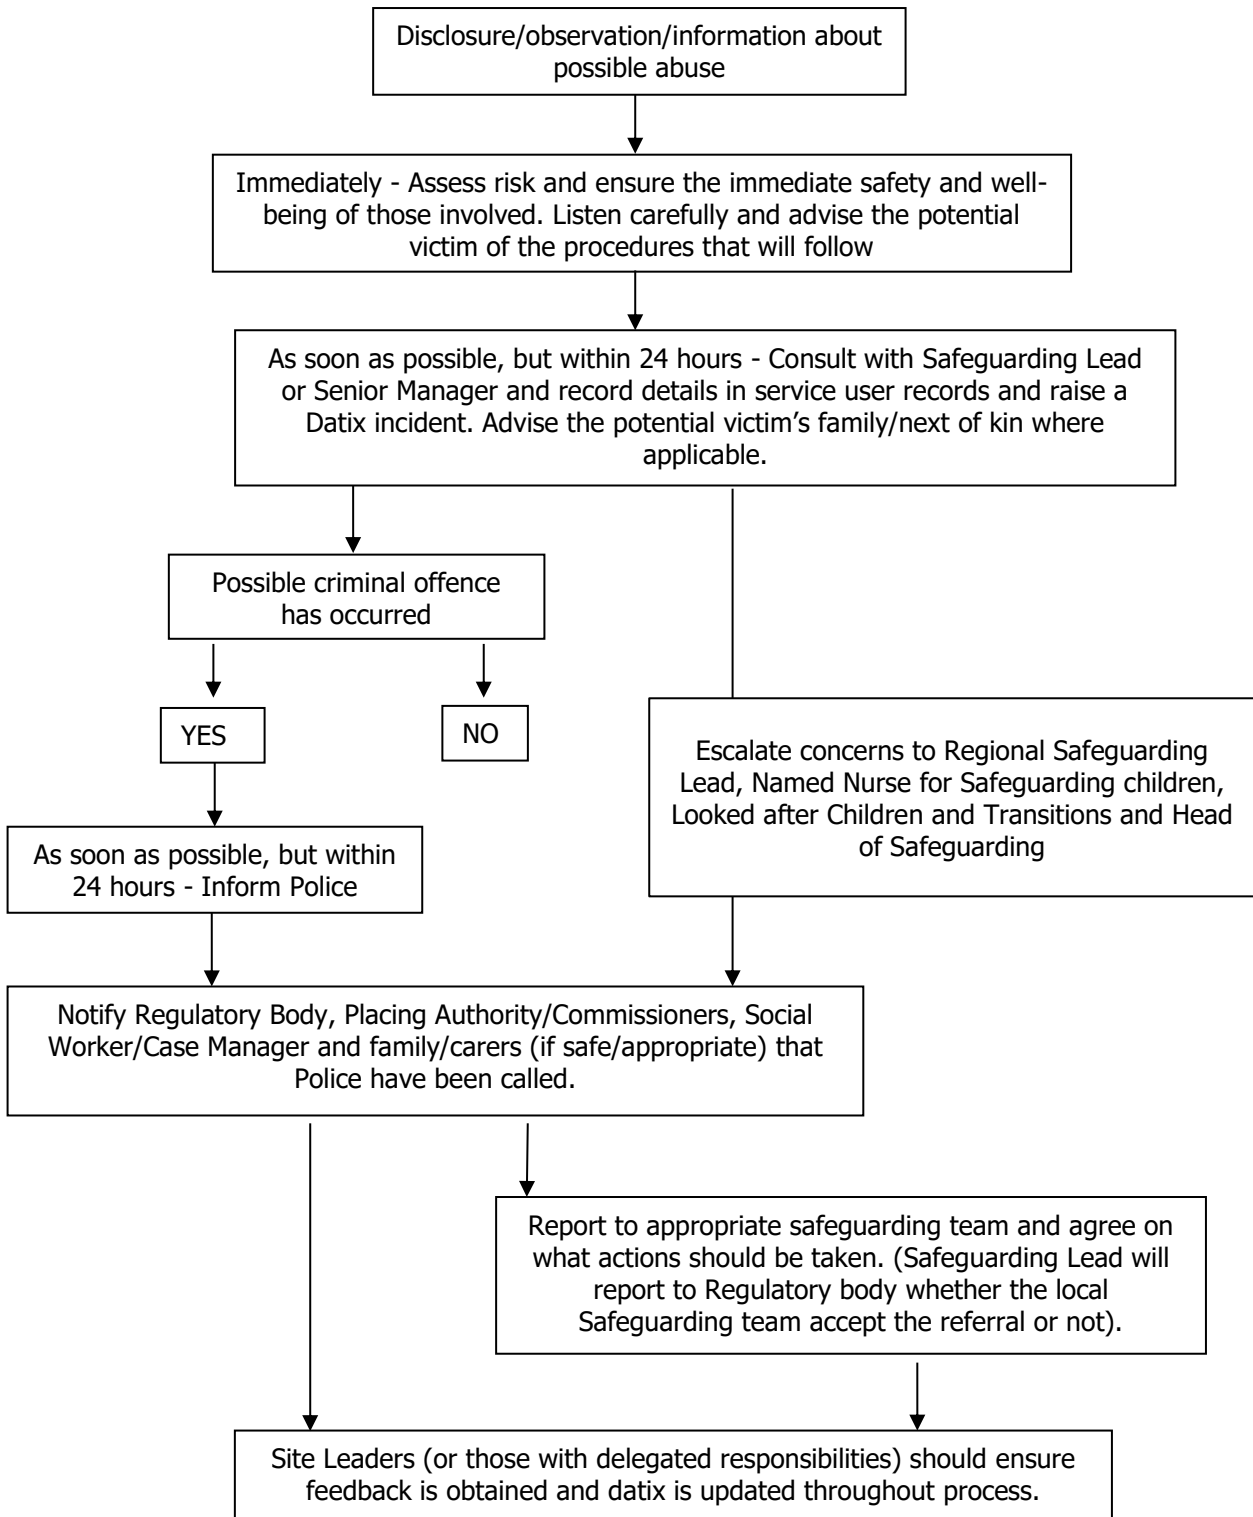 Disclosure/observation/information about
possible abuse
Immediately - Assess risk and ensure the immediate safety and well-
being of those involved. Listen carefully and advise the potential
victim of the procedures that will follow
As soon as possible, but within 24 hours - Consult with Safeguarding Lead
or Senior Manager and record details in service user records and raise a
Datix incident. Advise the potential victim’s family/next of kin where
applicable.
Possible criminal offence
has occurred
YES
NO
Escalate concerns to Regional Safeguarding
Lead, Named Nurse for Safeguarding children,
Looked after Children and Transitions and Head
of Safeguarding
As soon as possible, but within
24 hours - Inform Police
Notify Regulatory Body, Placing Authority/Commissioners, Social
Worker/Case Manager and family/carers (if safe/appropriate) that
Police have been called.
Report to appropriate safeguarding team and agree on
what actions should be taken. (Safeguarding Lead will
report to Regulatory body whether the local
Safeguarding team accept the referral or not).
Site Leaders (or those with delegated responsibilities) should ensure
feedback is obtained and datix is updated throughout process.